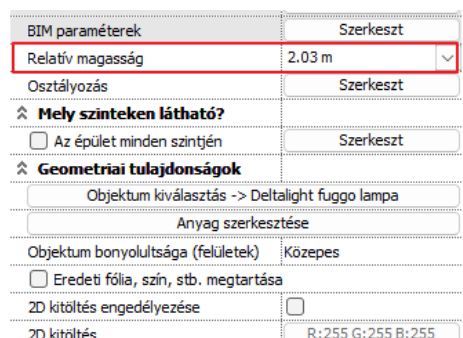 BIM paraméterek Szerkeszt
Relatív magasság 2.03 m
Osztályozás Szerkeszt
Mely szinteken látható?
Az épület minden szintjén Szerkeszt
Geometriai tulajdonságok
Objektum kiválasztás -> Deltalight fuggo lampa
Anyag szerkesztése
Objektum bonyolultsága (felületek) Közepes
Eredeti fólia, szín, stb. megtartása
2D kitöltés engedélyezése
2D kitöltés R:255 G:255 B:255